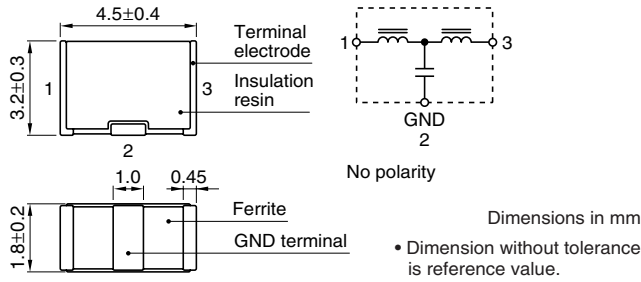 4.5±0.4
Terminal
electrode
Insulation
resin
3.2±0.3
1
3
2
1
3
GND
2
No polarity
1.0
0.45
Ferrite
GND terminal
1.8±0.2
Dimensions in mm
• Dimension without tolerance
is reference value.